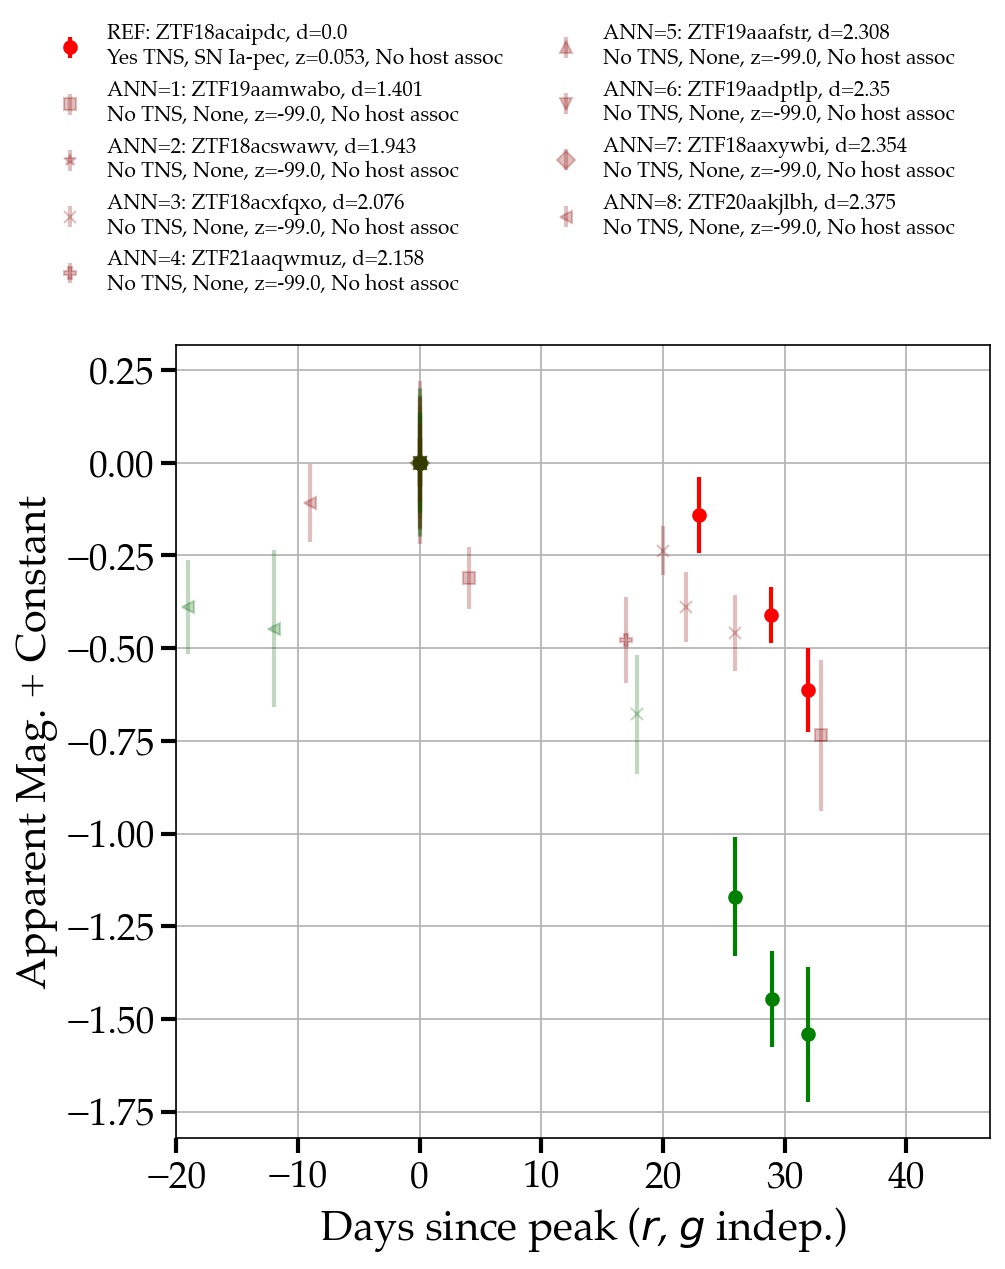 REF: ZTF18acaipdc, d=0.0
Yes TNS, SN Ia-pec, z=0.053, No host assoc
ANN=1: ZTF19aamwabo, d=1.401
No TNS, None, z=-99.0, No host assoc
ANN=2: ZTF18acswawv, d=1.943
No TNS, None, z=-99.0, No host assoc
ANN=3: ZTF18acxfqxo, d=2.076
No TNS, None, z=-99.0, No host assoc
ANN=4: ZTF21aaqwmuz, d=2.158
No TNS, None, z=-99.0, No host assoc
ANN=5: ZTF19aaafstr, d=2.308
No TNS, None, z=-99.0, No host assoc
ANN=6: ZTF19aadptlp, d=2.35
No TNS, None, z=-99.0, No host assoc
ANN=7: ZTF18aaxywbi, d=2.354
No TNS, None, z=-99.0, No host assoc
ANN=8: ZTF20aakjlbh, d=2.375
No TNS, None, z=-99.0, No host assoc
Apparent Mag. + Constant
0.25
0.00
−0.25
−0.50
−0.75
−1.00
−1.25
−1.50
−1.75
−20 −10 0 10 20 30 40
Days since peak (r, g indep.)